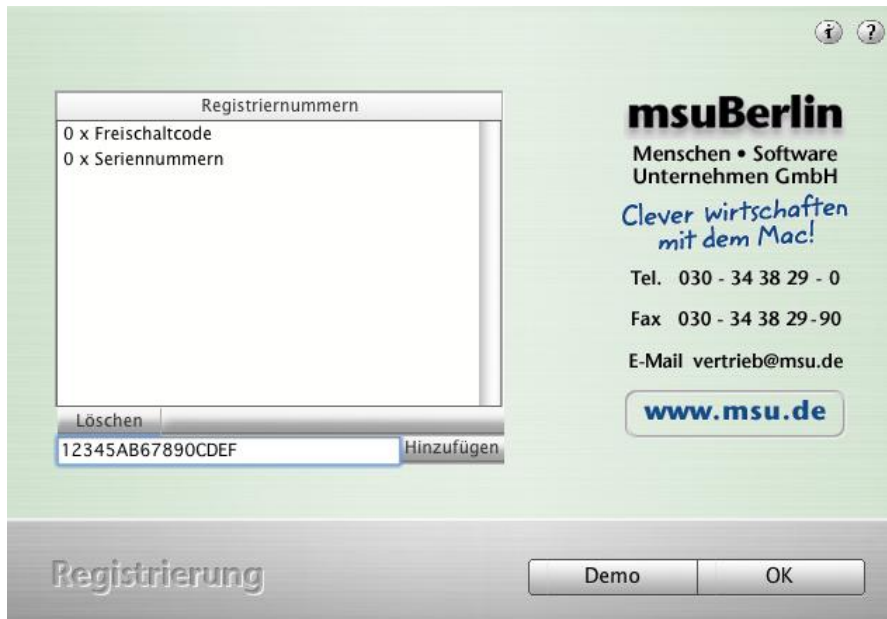 i ?
Registriernummern
0 x Freischaltcode
0 x Seriennummern
Löschen
12345AB67890CDEF
Hinzufügen
msuBerlin
Menschen • Software
Unternehmen GmbH
Clever wirtschaften
mit dem Mac!
Tel. 030 - 34 38 29 - 0
Fax 030 - 34 38 29 - 90
E-Mail vertrieb@msu.de
www.msu.de
Registrierung
Demo
OK